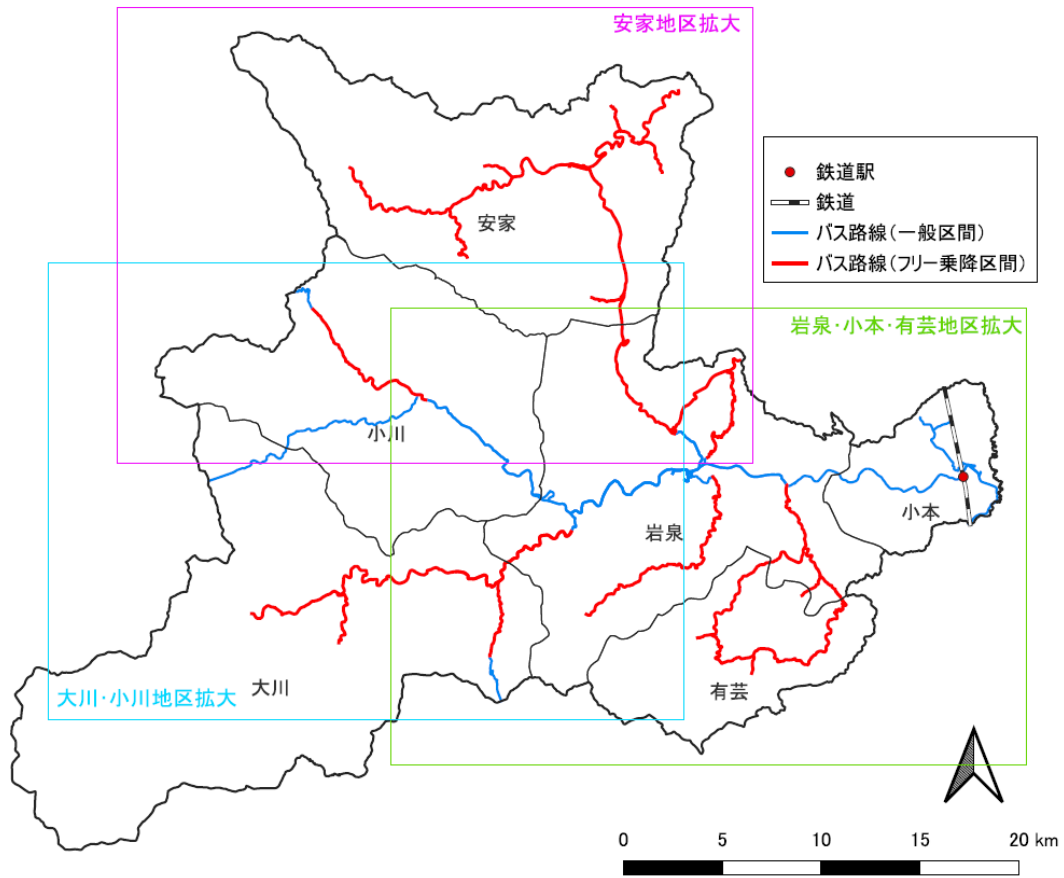 安家地区拡大
鉄道駅
鉄道
バス路線(一般区間)
バス路線(フリー乗降区間)
安家
岩泉・小本・有芸地区拡大
小川
小本
岩泉
大川・小川地区拡大
大川
有芸
0 5 10 15 20 km